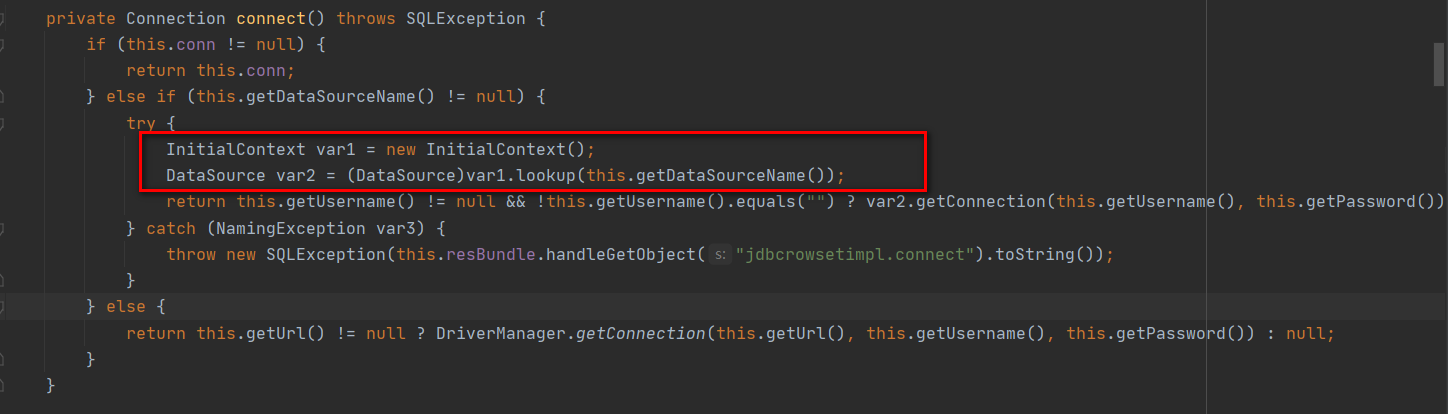 private Connection connect() throws SQLException {
if (this.conn != null) {
return this.conn;
} else if (this.getDataSourceName() != null) {
try {
InitialContext var1 = new InitialContext();
DataSource var2 = (DataSource)var1.lookup(this.getDataSourceName());
return this.getUsername() != null && !this.getUsername().equals("") ? var2.getConnection(this.getUsername(), this.getPassword())
} catch (NamingException var3) {
throw new SQLException(this.resBundle.handleGetObject( s: "jdbcrowsetimpl.connect").toString());
}
} else {
return this.getUrl() != null ? DriverManager.getConnection(this.getUrl(), this.getUsername(), this.getPassword()) : null;
}
}